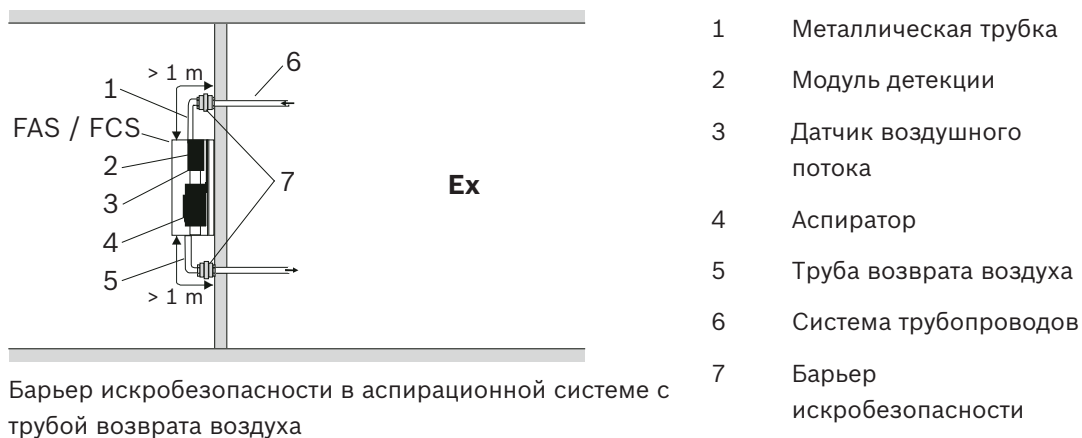 > 1 m
6
1
FAS / FCS
2
3
7
Ex
4
5
> 1 m
Барьер искробезопасности в аспирационной системе с
трубой возврата воздуха
1 Металлическая трубка
2 Модуль детекции
3 Датчик воздушного
потока
4 Аспиратор
5 Труба возврата воздуха
6 Система трубопроводов
7 Барьер
искробезопасности